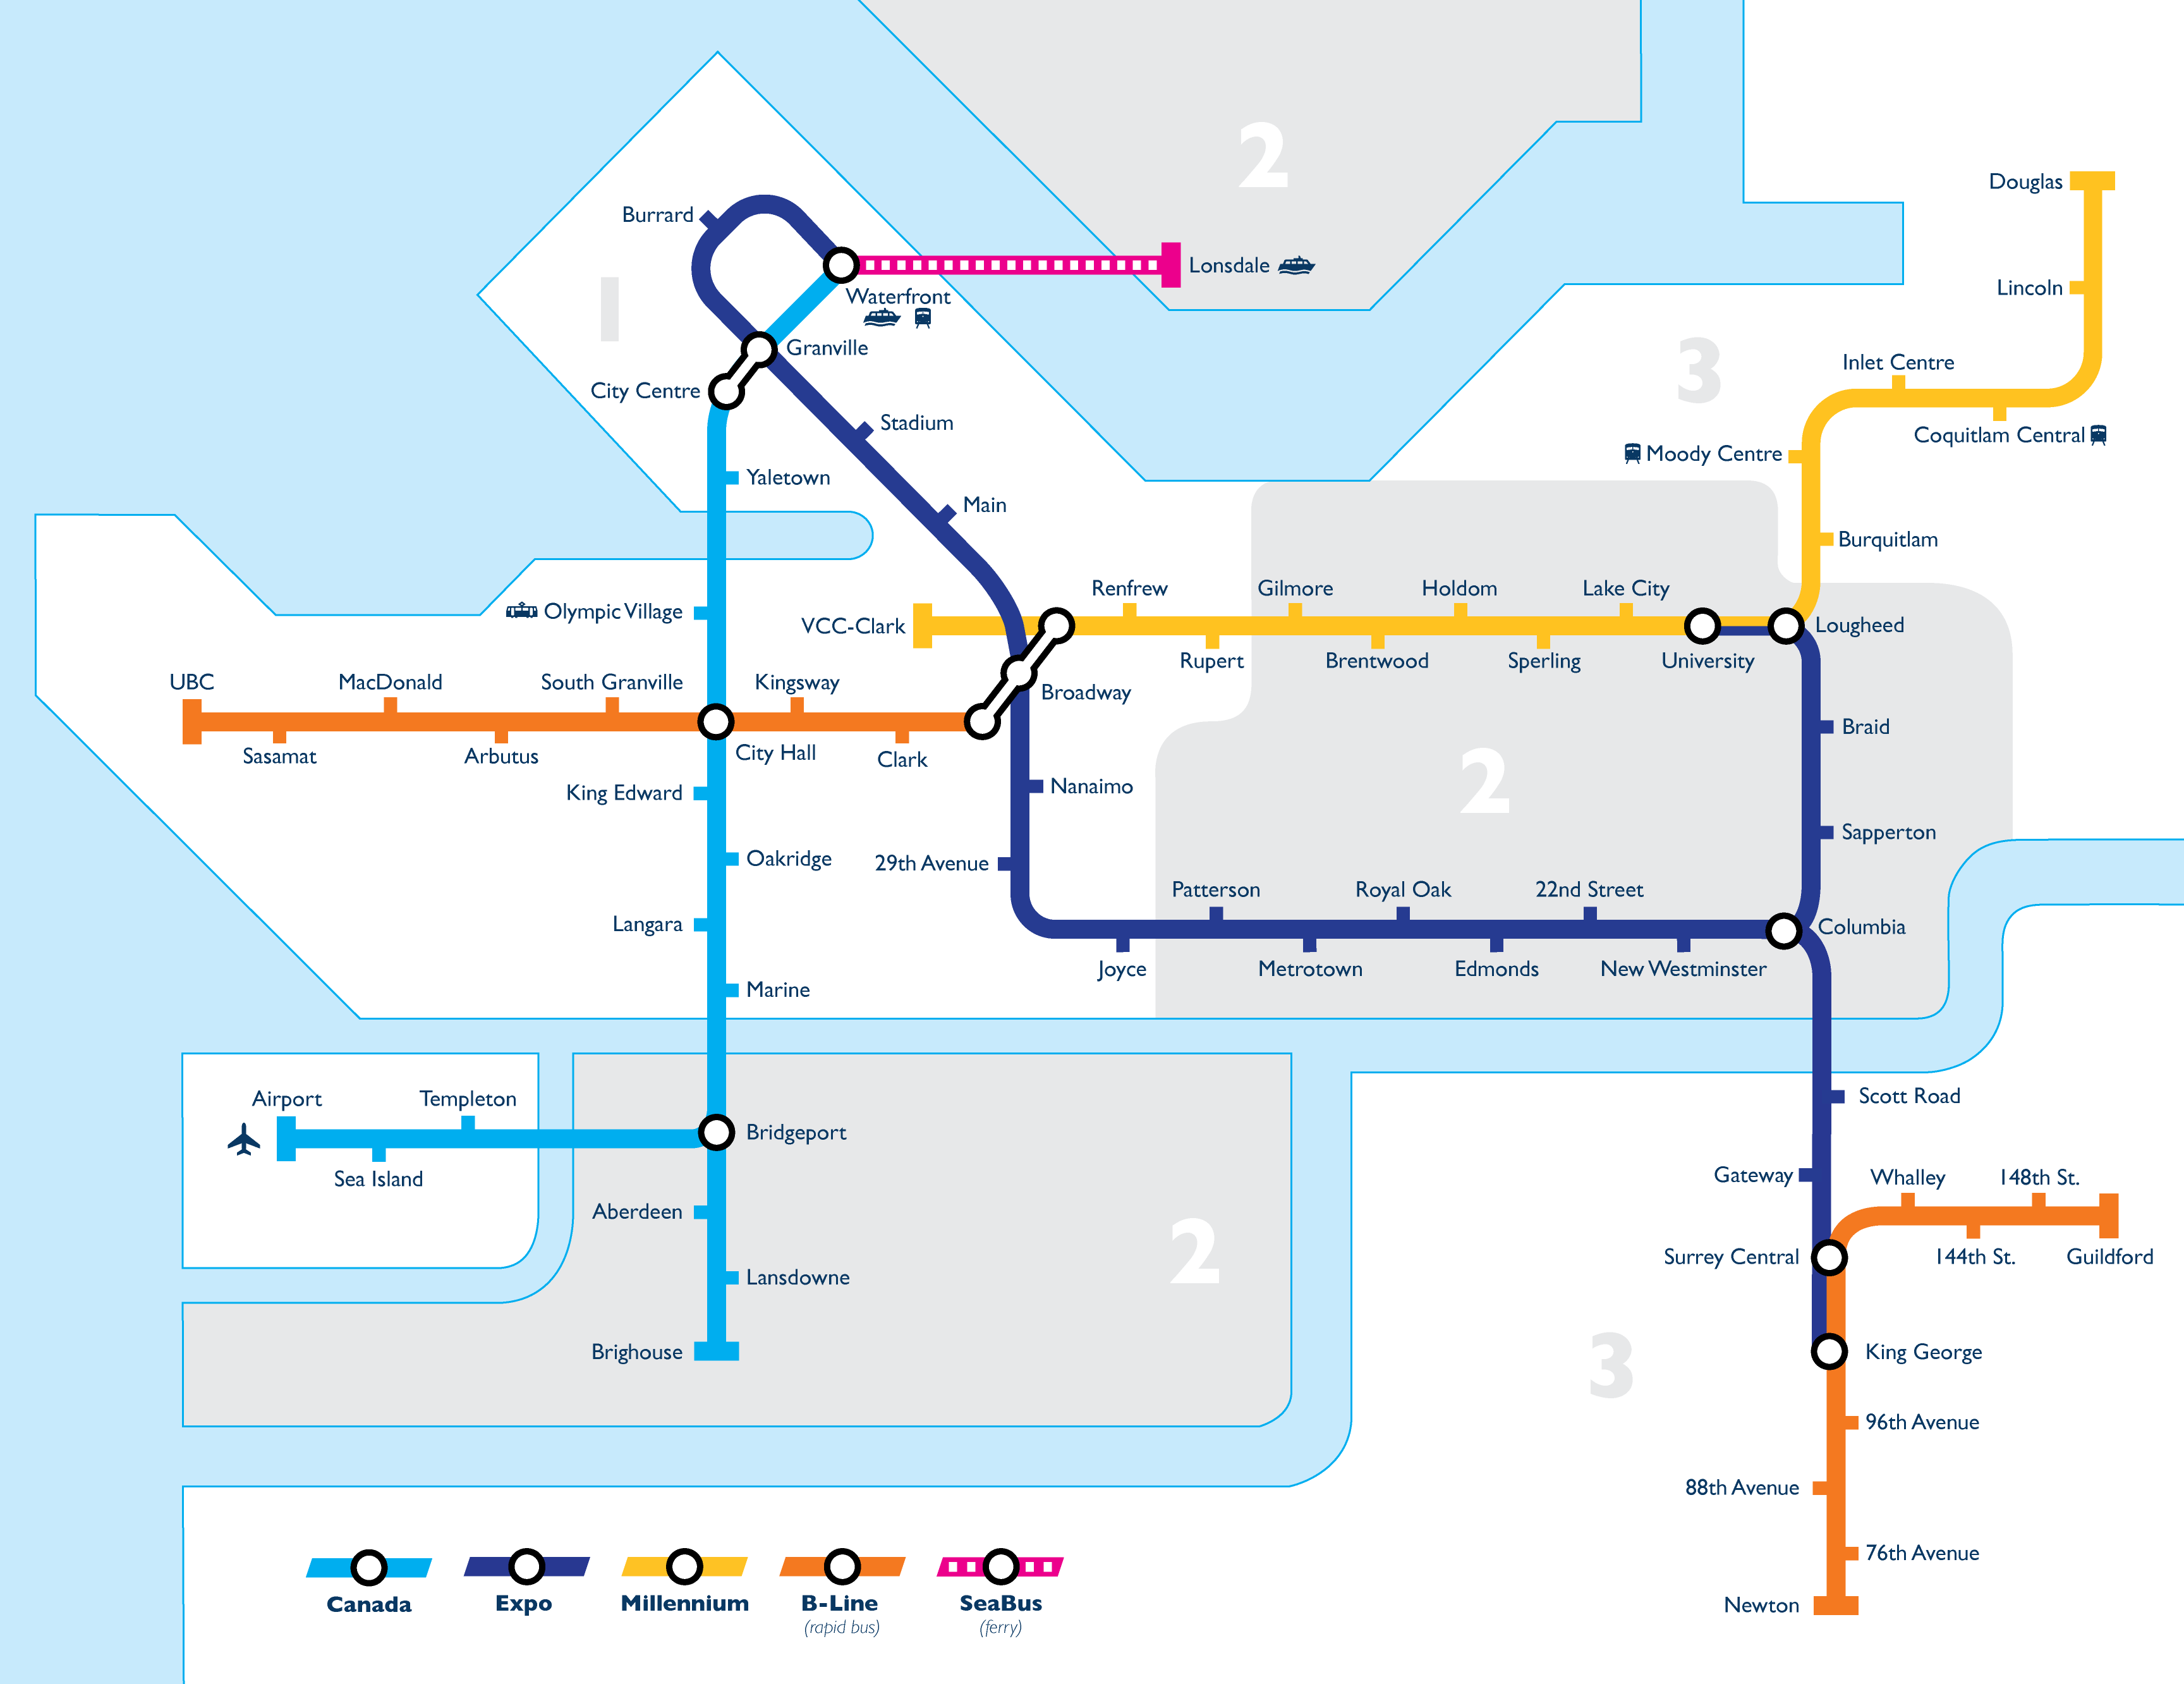 2
Douglas
Burrard
Lonsdale
Lincoln
Waterfront
1
Granville
3
Inlet Centre
City Centre
Stadium
Coquitlam Central
Moody Centre
Yaletown
Main
Burquitlam
Renfrew
Gilmore
Holdom
Lake City
Olympic Village
VCC-Clark
Lougheed
Rupert
Brentwood
Sperling
University
UBC
MacDonald
South Granville
Kingsway
Broadway
Braid
Sasamat
Arbutus
City Hall
Clark
2
King Edward
Nanaimo
Sapperton
Oakridge
29th Avenue
Patterson
Royal Oak
22nd Street
Langara
Columbia
Joyce
Metrotown
Edmonds
New Westminster
Marine
Airport
Templeton
Scott Road
Bridgeport
Sea Island
Gateway
Whalley
148th St.
Aberdeen
2
Surrey Central
144th St.
Guildford
Lansdowne
Brighouse
3
King George
96th Avenue
88th Avenue
76th Avenue
Newton
Canada
Expo
Millennium
B-Line
(rapid bus)
SeaBus
(ferry)